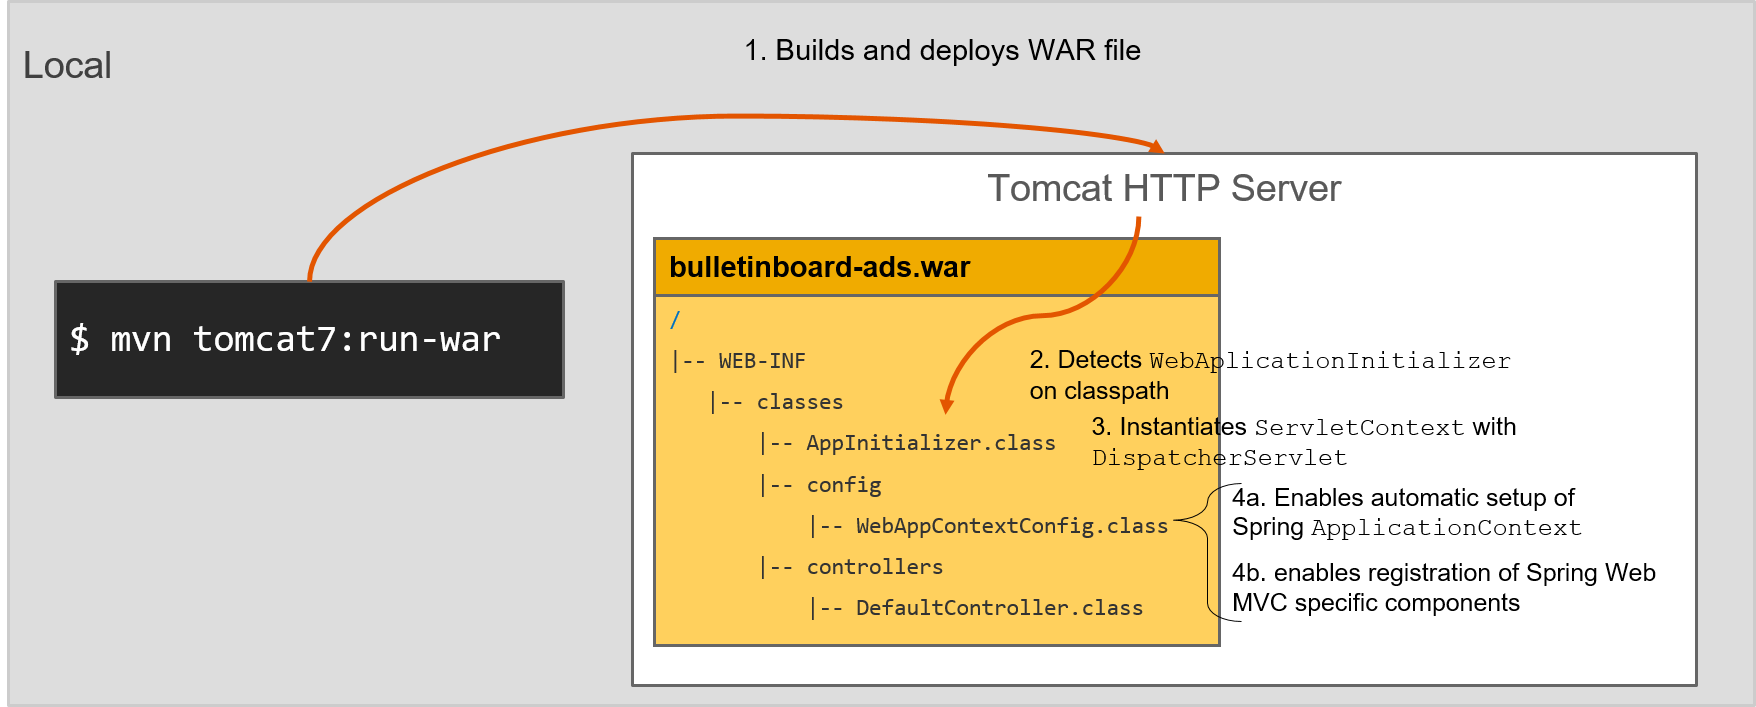 Local
1. Builds and deploys WAR file
Tomcat HTTP Server
$ mvn tomcat7:run-war
bulletinboard-ads.war
/
|-- WEB-INF
|-- classes
|-- AppInitializer.class
|-- config
|-- WebAppContextConfig.class
|-- controllers
|-- DefaultController.class
2. Detects WebAplicationInitializer
on classpath
3. Instantiates ServletContext with
DispatcherServlet
4a. Enables automatic setup of
Spring ApplicationContext
4b. enables registration of Spring Web
MVC specific components